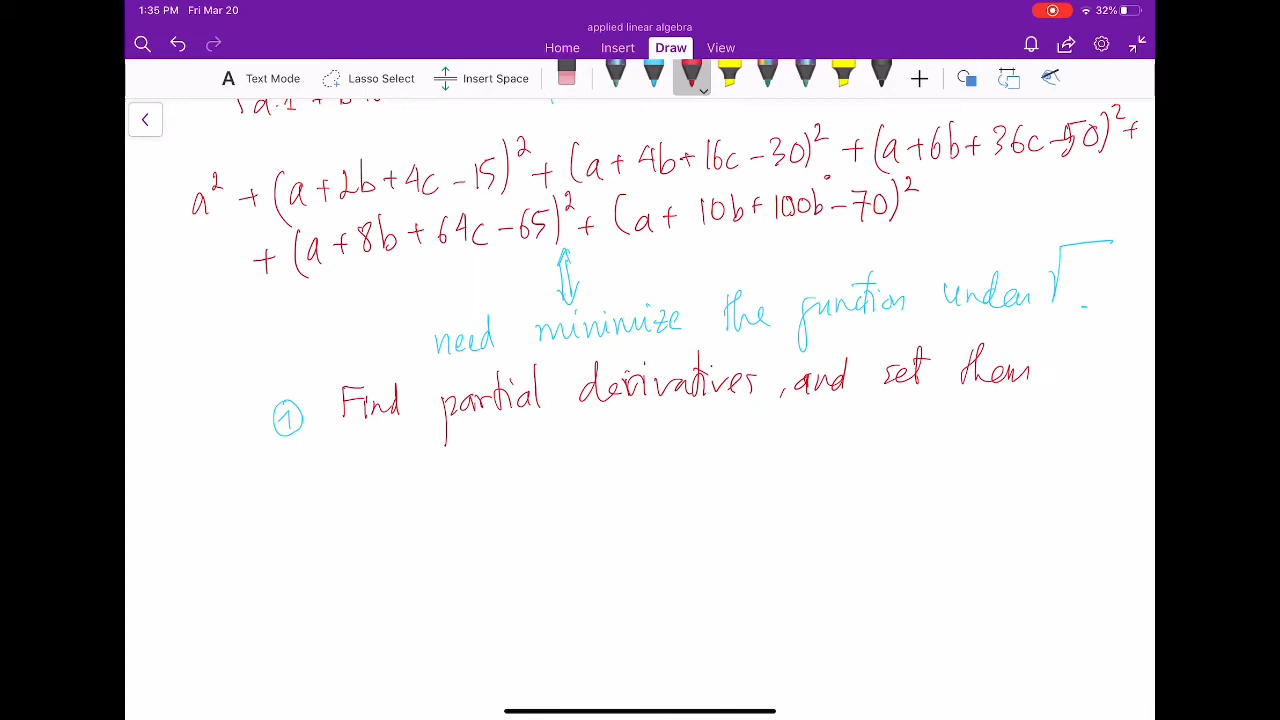 1:35 PM Fri Mar 20
32%
applied linear algebra
Home Insert Draw View
A Text Mode Lasso Select Insert Space
a² + (a + 2b + 4c - 15)² + (a + 4b + 16c - 30)² + (a + 6b + 36c - 50)² +
+ (a + 8b + 64c - 65)² + (a + 10b + 100b - 70)²
need minimize the function under √ .
① Find partial derivatives, and set them